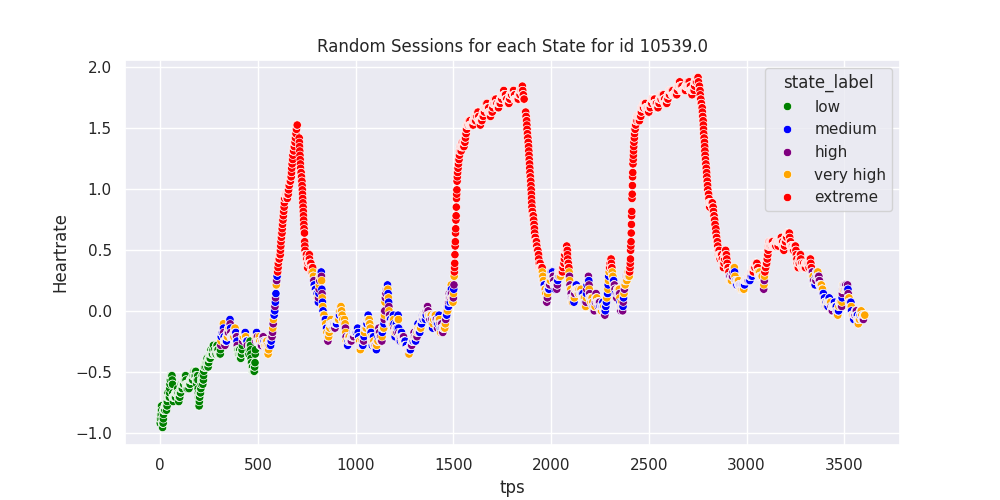 Random Sessions for each State for id 10539.0
Heartrate
2.0
1.5
1.0
0.5
0.0
−0.5
−1.0
state_label
low
medium
high
very high
extreme
0 500 1000 1500 2000 2500 3000 3500
tps